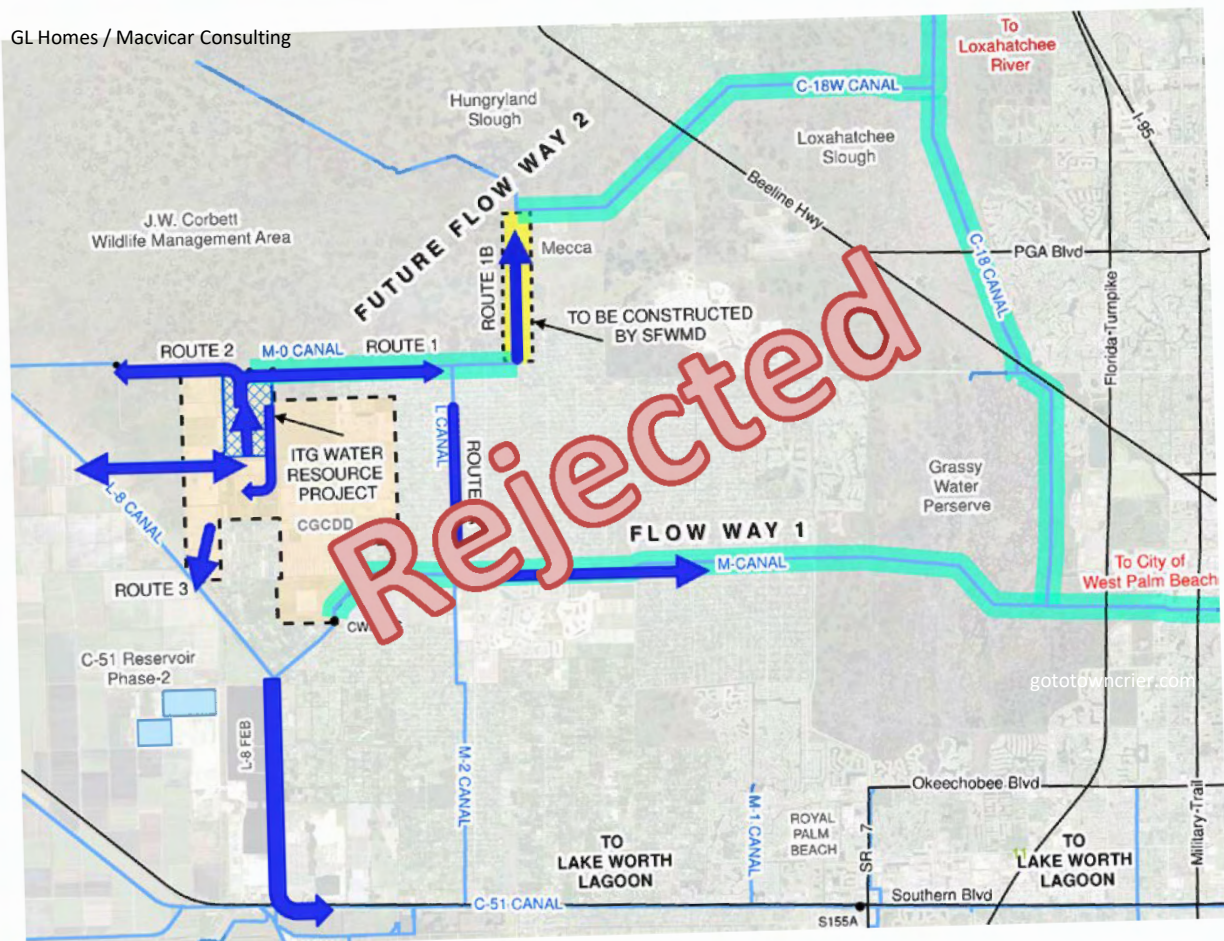 GL Homes / Macvicar Consulting
To
Loxahatchee
River
C-18W CANAL
I-95
Hungryland
Slough
Loxahatchee
Slough
FUTURE FLOW WAY 2
Beeline Hwy
J.W. Corbett
Wildlife Management Area
Mecca
C-18 CANAL
PGA Blvd
ROUTE 1B
Florida-Turnpike
TO BE CONSTRUCTED
BY SFWMD
ROUTE 2
M-0 CANAL
ROUTE 1
L CANAL
ROUTE
ITG WATER
RESOURCE
PROJECT
Rejected
Grassy
Water
Perserve
L-8 CANAL
CGCDD
FLOW WAY 1
M-CANAL
To City of
West Palm Beach
ROUTE 3
C-51 Reservoir
Phase-2
gototowncrier.com
L-8 FEB
M-2 CANAL
M-1 CANAL
Okeechobee Blvd
ROYAL
PALM
BEACH
SR 7
Military-Trail
TO
LAKE WORTH
LAGOON
TO
LAKE WORTH
LAGOON
C-51 CANAL
Southern Blvd
S155A